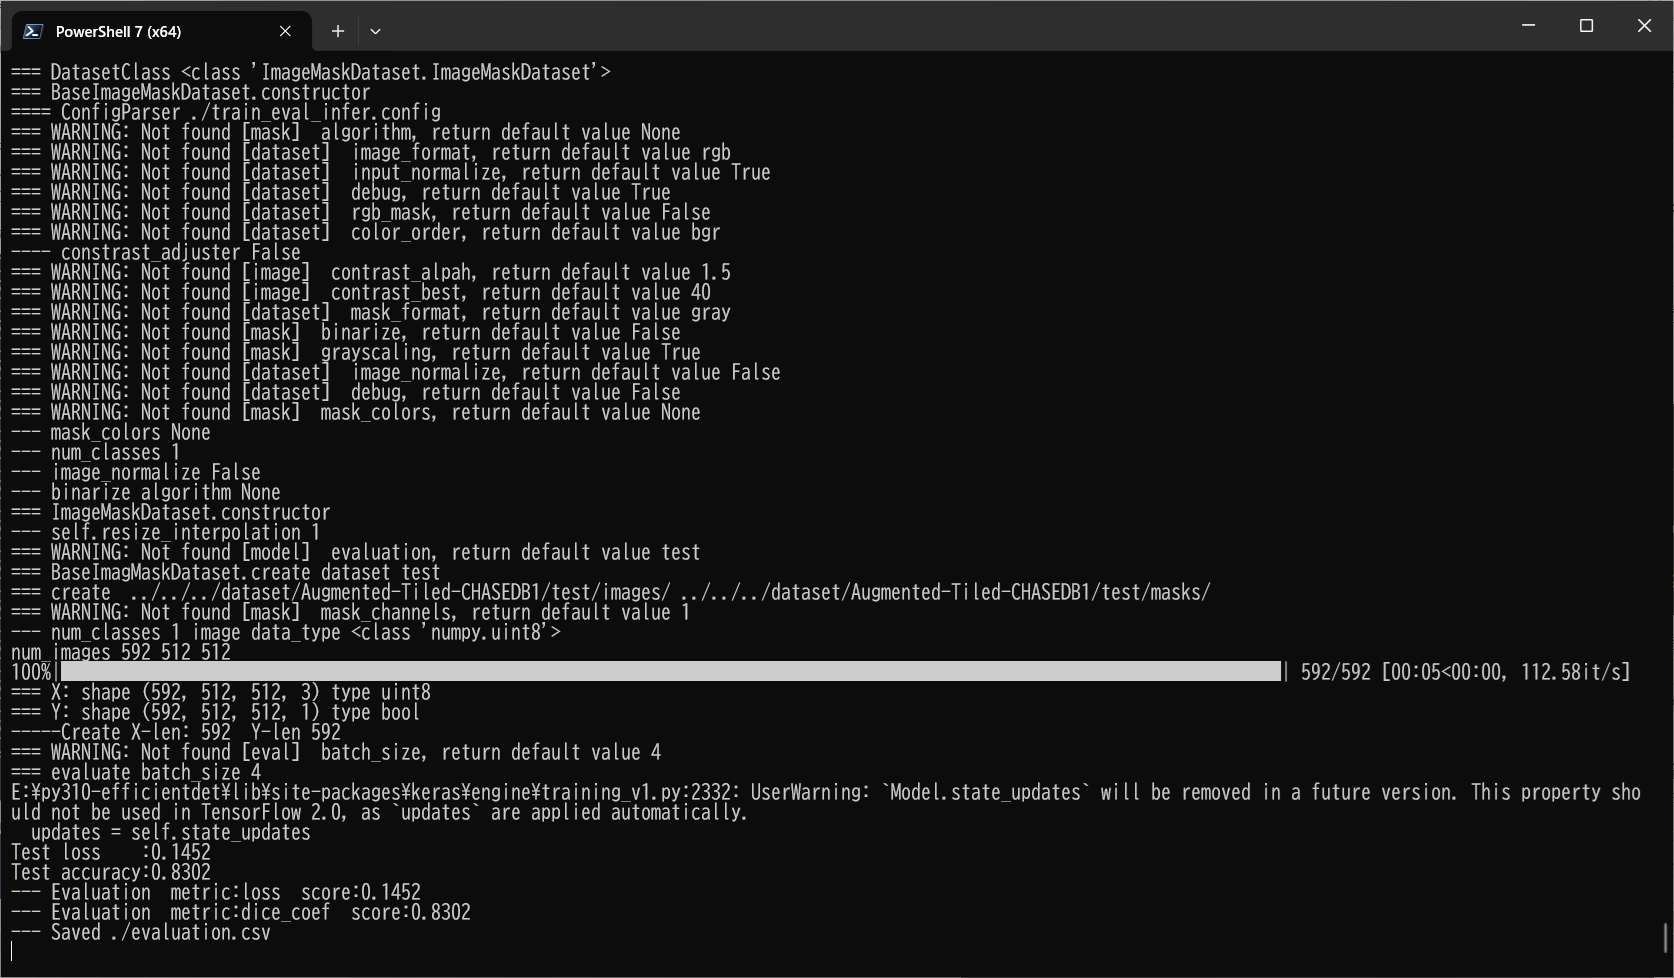 PowerShell 7 (x64)
=== DatasetClass <class 'ImageMaskDataset.ImageMaskDataset'>
=== BaseImageMaskDataset.constructor
==== ConfigParser ./train_eval_infer.config
=== WARNING: Not found [mask]  algorithm, return default value None
=== WARNING: Not found [dataset]  image_format, return default value rgb
=== WARNING: Not found [dataset]  input_normalize, return default value True
=== WARNING: Not found [dataset]  debug, return default value True
=== WARNING: Not found [dataset]  rgb_mask, return default value False
=== WARNING: Not found [dataset]  color_order, return default value bgr
---- constrast_adjuster False
=== WARNING: Not found [image]  contrast_alpah, return default value 1.5
=== WARNING: Not found [image]  contrast_best, return default value 40
=== WARNING: Not found [dataset]  mask_format, return default value gray
=== WARNING: Not found [mask]  binarize, return default value False
=== WARNING: Not found [mask]  grayscaling, return default value True
=== WARNING: Not found [dataset]  image_normalize, return default value False
=== WARNING: Not found [dataset]  debug, return default value False
=== WARNING: Not found [mask]  mask_colors, return default value None
--- mask_colors None
--- num_classes 1
--- image_normalize False
--- binarize algorithm None
=== ImageMaskDataset.constructor
--- self.resize_interpolation 1
=== WARNING: Not found [model]  evaluation, return default value test
=== BaseImagMaskDataset.create dataset test
=== create  ../../../dataset/Augmented-Tiled-CHASEDB1/test/images/ ../../../dataset/Augmented-Tiled-CHASEDB1/test/masks/
=== WARNING: Not found [mask]  mask_channels, return default value 1
--- num_classes 1 image data_type <class 'numpy.uint8'>
num_images 592 512 512
100%| | 592/592 [00:05<00:00, 112.58it/s]
=== X: shape (592, 512, 512, 3) type uint8
=== Y: shape (592, 512, 512, 1) type bool
-----Create X-len: 592  Y-len 592
=== WARNING: Not found [eval]  batch_size, return default value 4
=== evaluate batch_size 4
E:¥py310-efficientdet¥lib¥site-packages¥keras¥engine¥training_v1.py:2332: UserWarning: `Model.state_updates` will be removed in a future version. This property sho
uld not be used in TensorFlow 2.0, as `updates` are applied automatically.
  updates = self.state_updates
Test loss    :0.1452
Test accuracy:0.8302
--- Evaluation  metric:loss  score:0.1452
--- Evaluation  metric:dice_coef  score:0.8302
--- Saved ./evaluation.csv